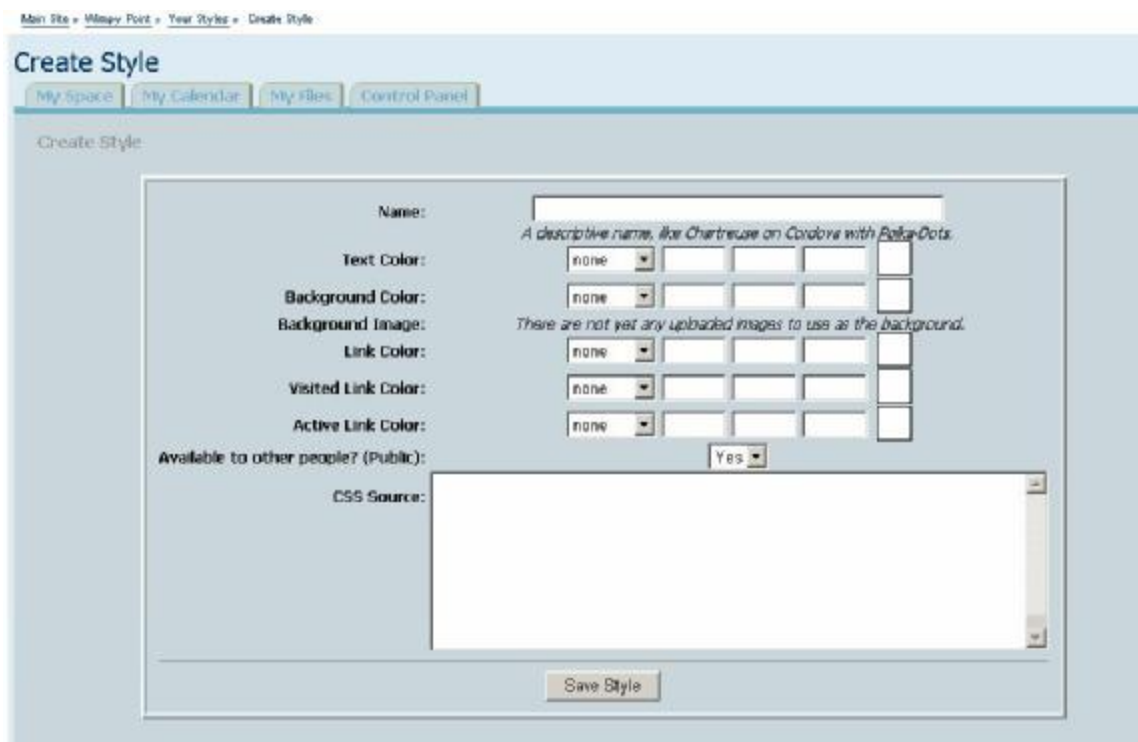 Main Site » Wimpy Point » Your Styles » Create Style
Create Style
My Space My Calendar My Files Control Panel
Create Style
Name:
A descriptive name, like Chartreuse on Cordova with Polka-Dots.
Text Color: none
Background Color: none
Background Image: There are not yet any uploaded images to use as the background.
Link Color: none
Visited Link Color: none
Active Link Color: none
Available to other people? (Public): Yes
CSS Source:
Save Style